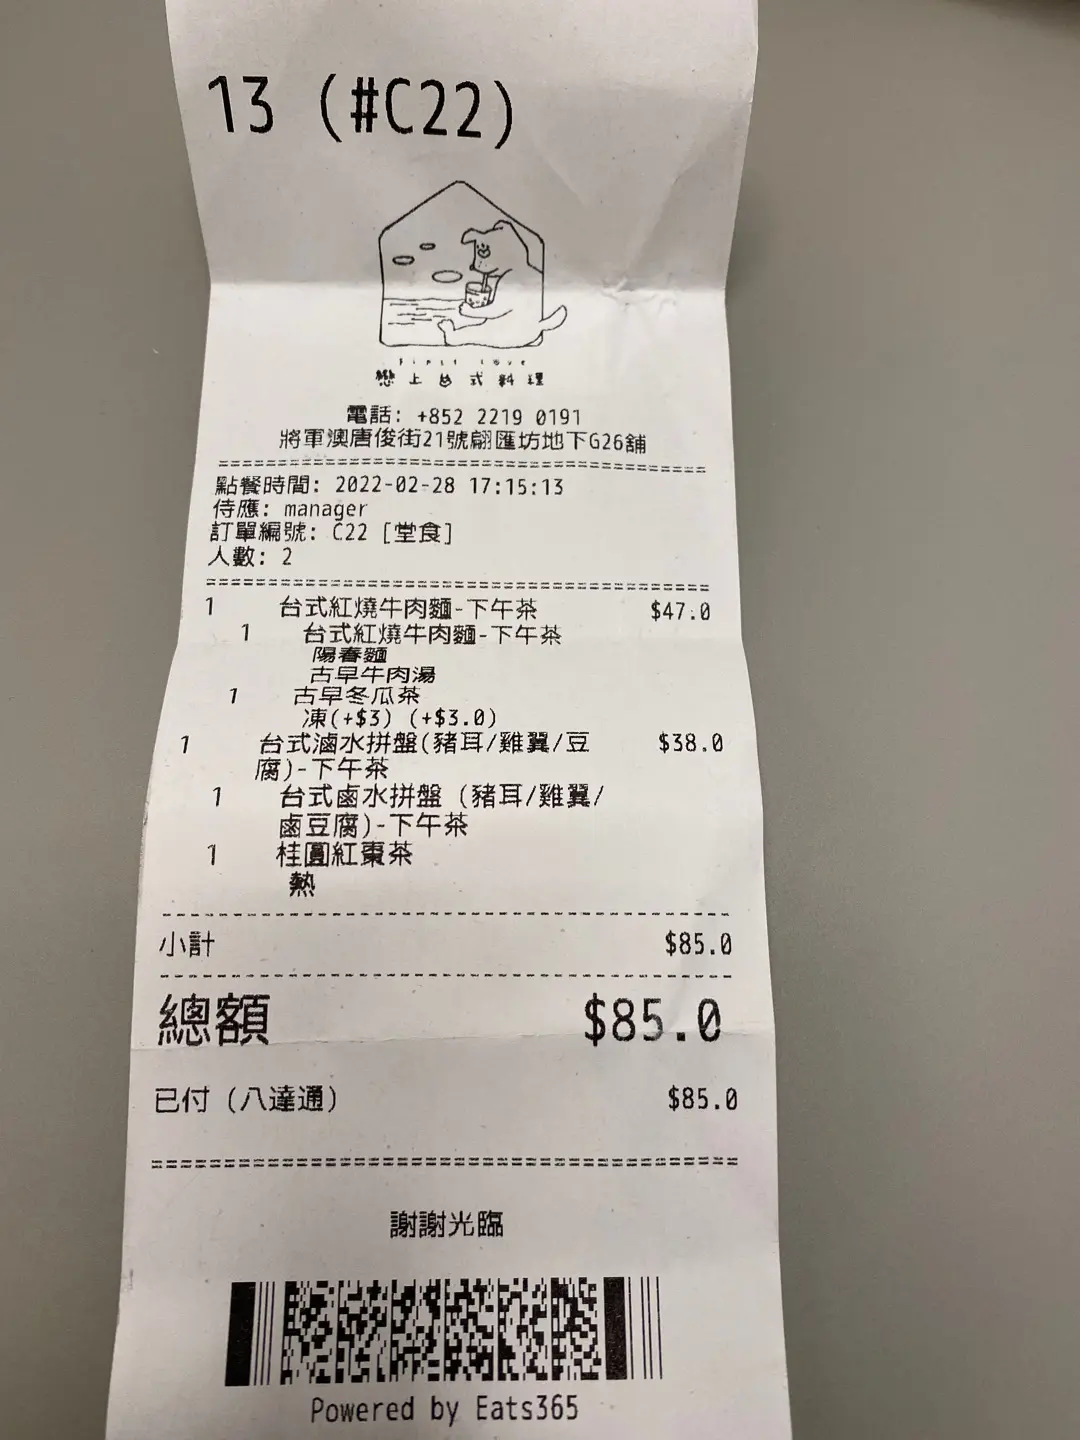 13 (#C22)
First Love
戀上台式料理
電話: +852 2219 0191
將軍澳唐俊街21號翩匯坊地下G26舖
點餐時間: 2022-02-28 17:15:13
侍應: manager
訂單編號: C22 [堂食]
人數: 2
1 台式紅燒牛肉麵-下午茶 $47.0
1 台式紅燒牛肉麵-下午茶
陽春麵
古早牛肉湯
1 古早冬瓜茶
凍(+$3) (+$3.0)
1 台式滷水拼盤(豬耳/雞翼/豆 $38.0
腐)-下午茶
1 台式鹵水拼盤 (豬耳/雞翼/
鹵豆腐)-下午茶
1 桂圓紅棗茶
熱
小計 $85.0
總額 $85.0
已付 (八達通) $85.0
謝謝光臨
Powered by Eats365